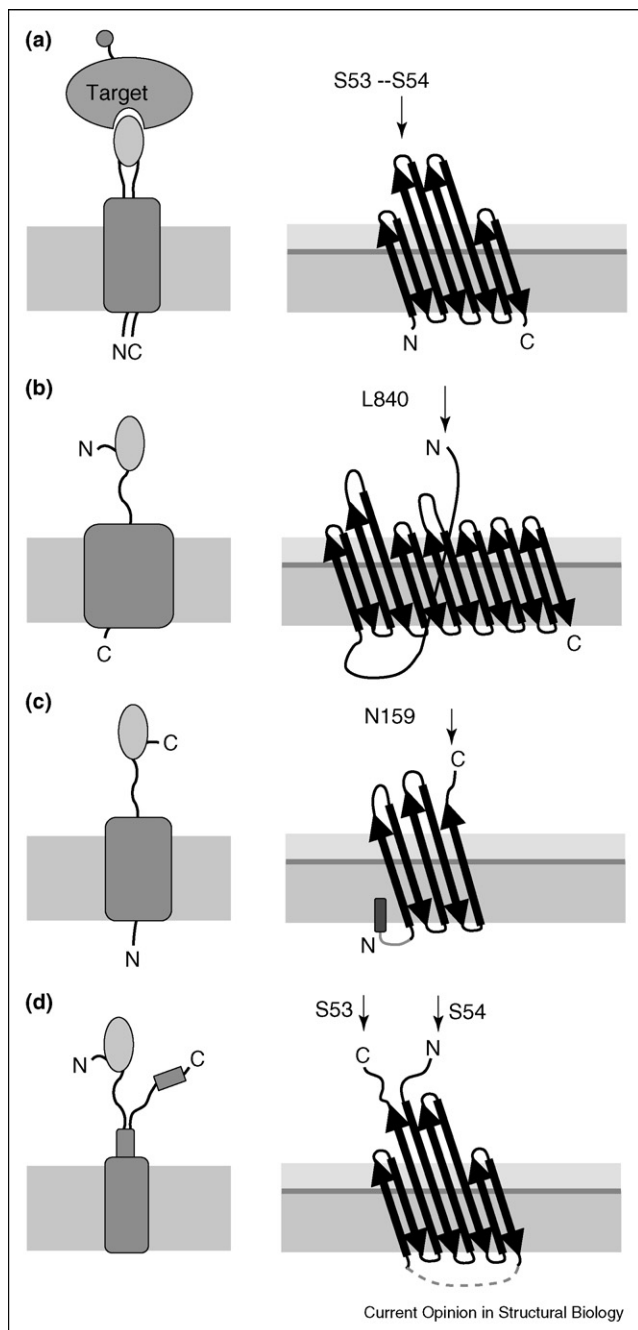 (a)
Target
S53 --S54
NC
N
C
(b)
L840
N
N
C
C
(c)
N159
C
C
N
N
(d)
S53
S54
C
N
N
C
Current Opinion in Structural Biology